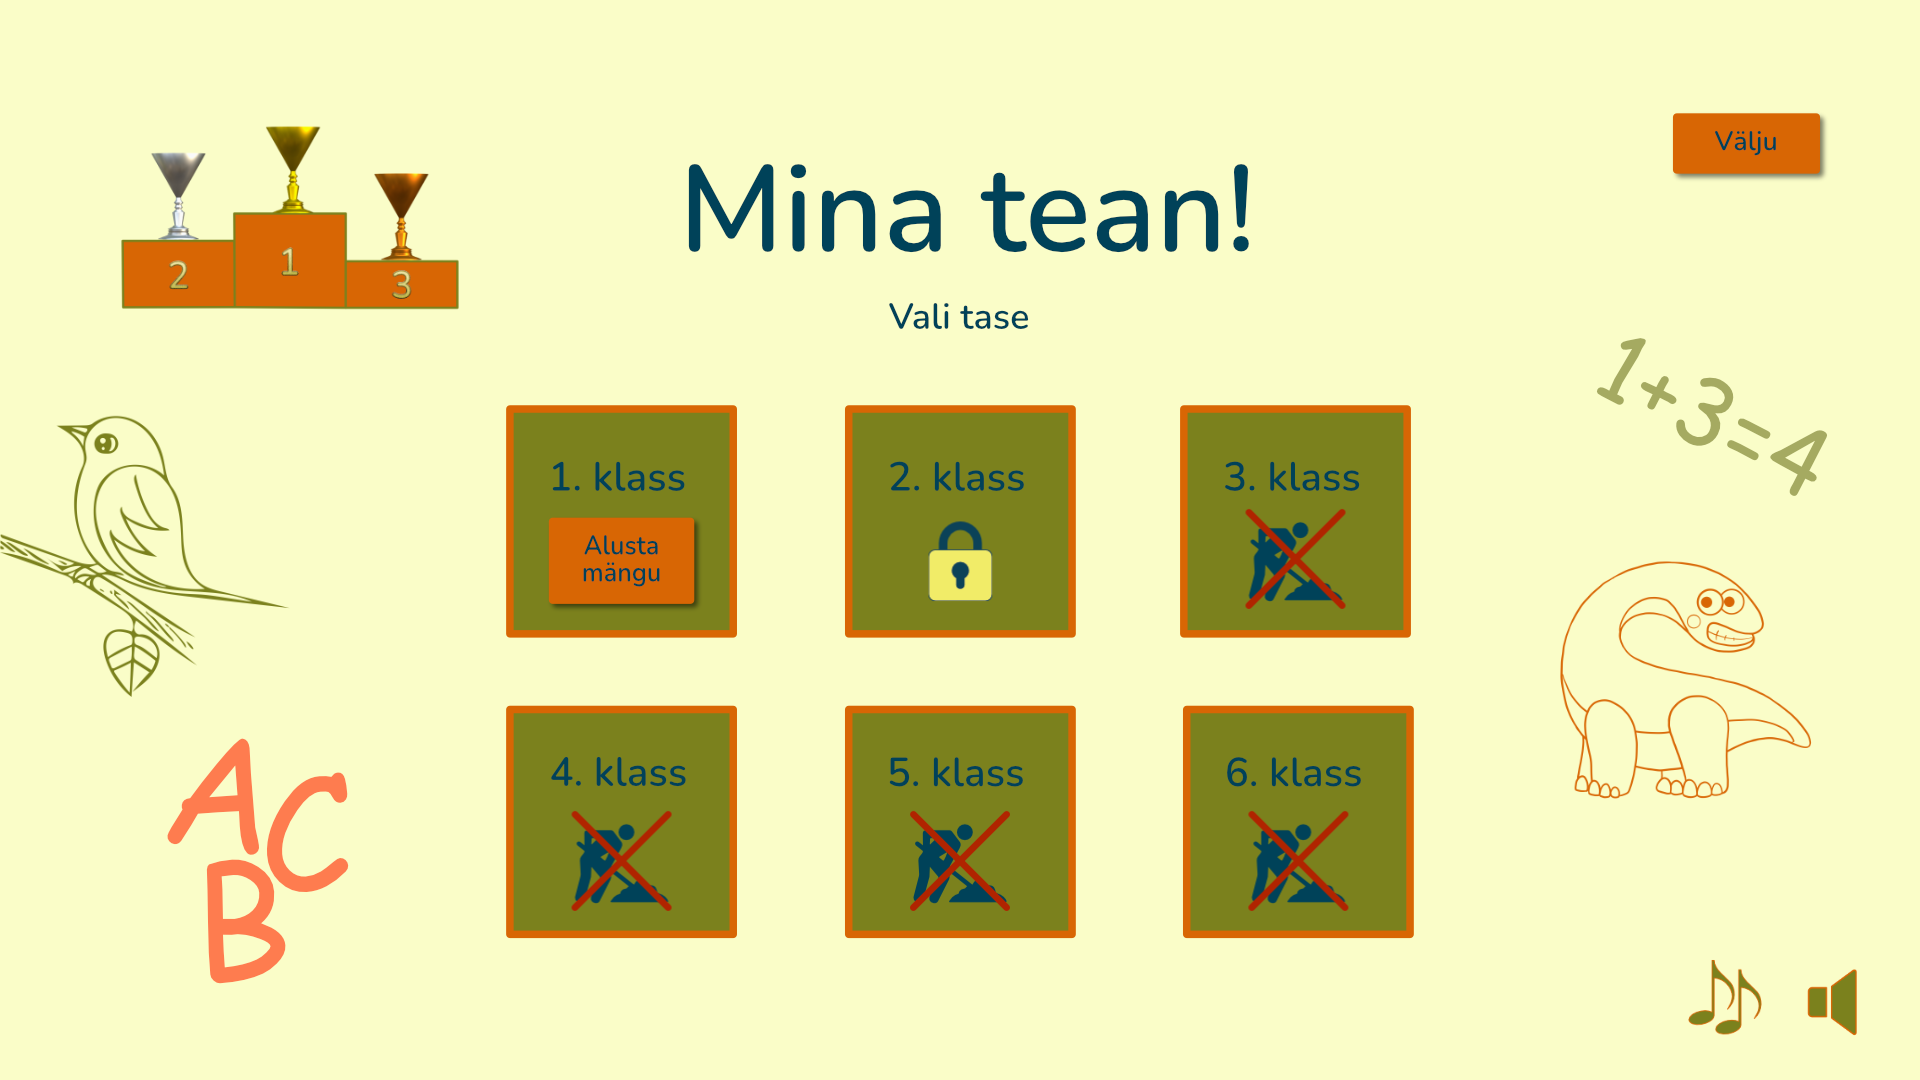 Mina tean!
Välju
Vali tase
2
1
3
1+3=4
1. klass
Alusta
mängu
2. klass
3. klass
4. klass
5. klass
6. klass
A
C
B